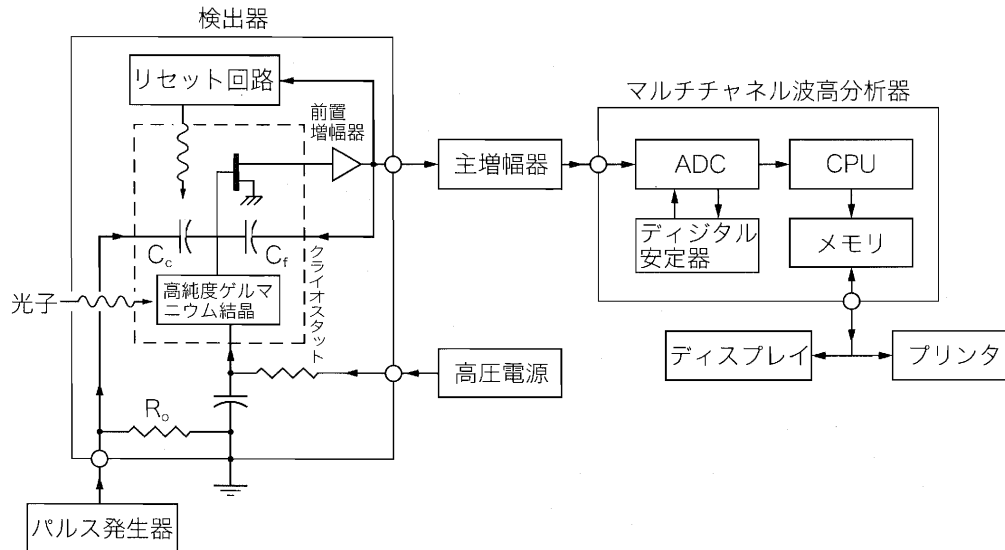 検出器
リセット回路
前置
増幅器
マルチチャネル波高分析器
主増幅器
ADC
CPU
ディジタル
安定器
メモリ
Cc
Cf
クライオスタット
光子
高純度ゲルマ
ニウム結晶
ディスプレイ
プリンタ
高圧電源
Ro
パルス発生器